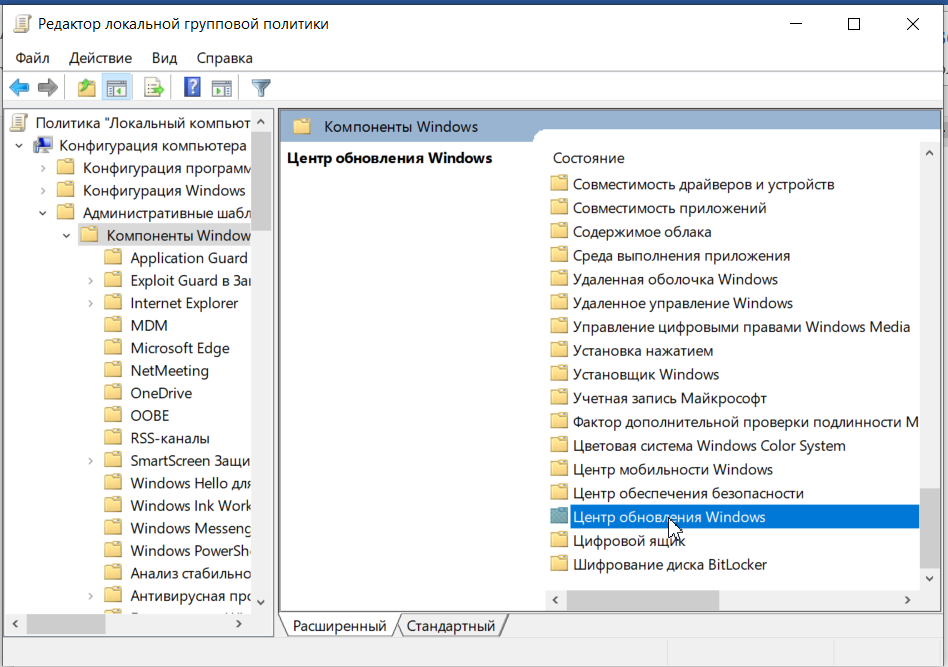 Редактор локальной групповой политики
Файл Действие Вид Справка
Политика "Локальный компьют
Конфигурация компьютера
Конфигурация программ
Конфигурация Windows
Административные шабл
Компоненты Window
Application Guard
Exploit Guard в За
Internet Explorer
MDM
Microsoft Edge
NetMeeting
OneDrive
OOBE
RSS-каналы
SmartScreen Защи
Windows Hello для
Windows Ink Work
Windows Messeng
Windows PowerShe
Анализ стабильно
Антивирусная про
Компоненты Windows
Центр обновления Windows
Состояние
Совместимость драйверов и устройств
Совместимость приложений
Содержимое облака
Среда выполнения приложения
Удаленная оболочка Windows
Удаленное управление Windows
Управление цифровыми правами Windows Media
Установка нажатием
Установщик Windows
Учетная запись Майкрософт
Фактор дополнительной проверки подлинности M
Цветовая система Windows Color System
Центр мобильности Windows
Центр обеспечения безопасности
Центр обновления Windows
Цифровой ящик
Шифрование диска BitLocker
Расширенный Стандартный